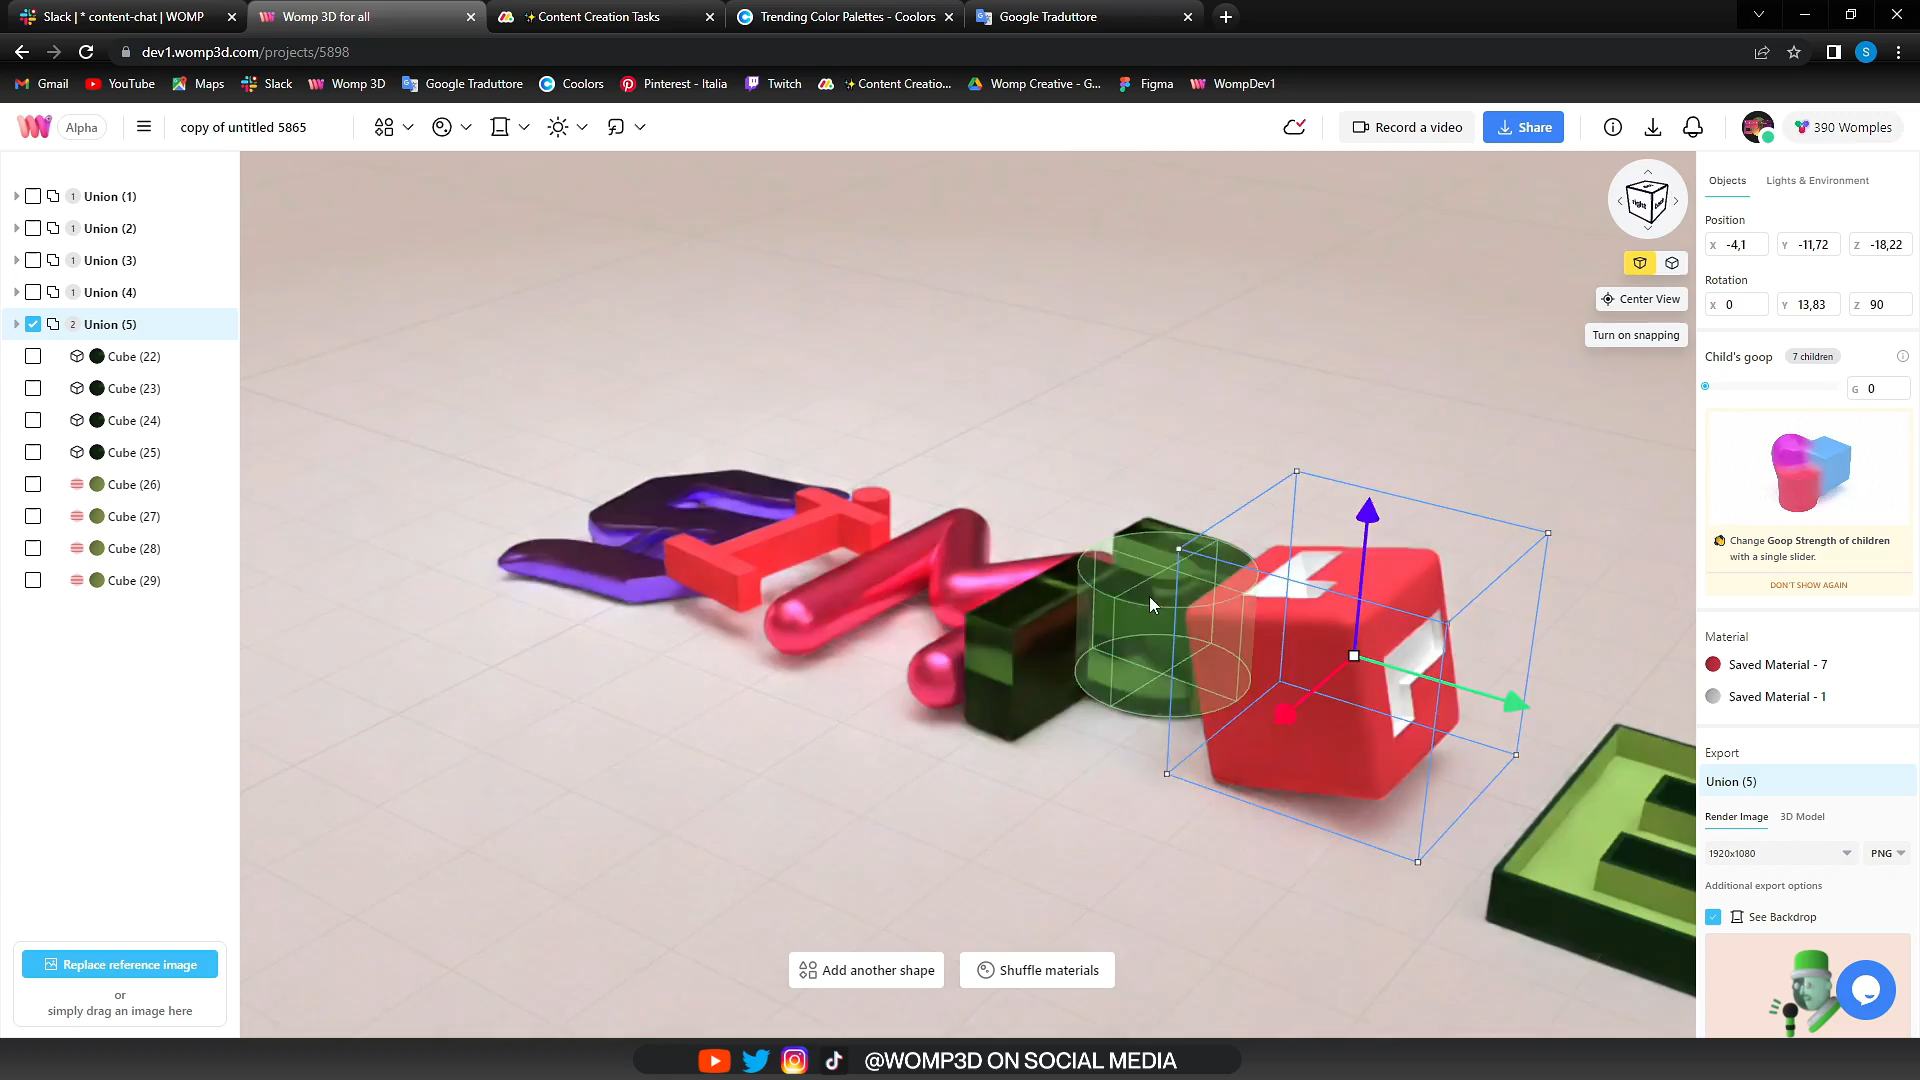 Slack | * content-chat | WOMP
Womp 3D for all
✨Content Creation Tasks
Trending Color Palettes - Coolors
Google Traduttore
dev1.womp3d.com/projects/5898
S
Gmail
YouTube
Maps
Slack
Womp 3D
Google Traduttore
Coolors
Pinterest - Italia
Twitch
✨Content Creatio...
Womp Creative - G...
Figma
WompDev1
Alpha
copy of untitled 5865
Record a video
Share
390 Womples
1 Union (1)
1 Union (2)
1 Union (3)
1 Union (4)
2 Union (5)
Cube (22)
Cube (23)
Cube (24)
Cube (25)
Cube (26)
Cube (27)
Cube (28)
Cube (29)
Replace reference image
or
simply drag an image here
right
back
Center View
Turn on snapping
Add another shape
Shuffle materials
Objects
Lights & Environment
Position
X -4,1
Y -11,72
Z -18,22
Rotation
X 0
Y 13,83
Z 90
Child's goop
7 children
G 0
Change Goop Strength of children
with a single slider.
DON'T SHOW AGAIN
Material
Saved Material - 7
Saved Material - 1
Export
Union (5)
Render Image
3D Model
1920x1080
PNG
Additional export options
See Backdrop
@WOMP3D ON SOCIAL MEDIA